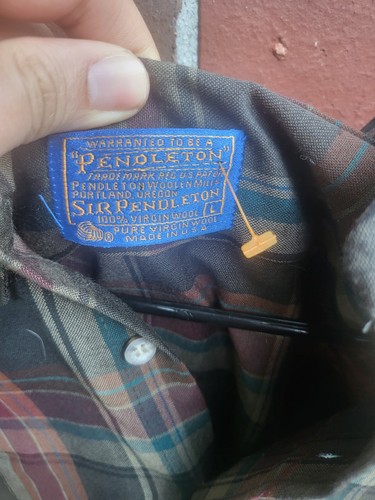 WARRANTED TO BE A
"PENDLETON"
TRADEMARK REG. U.S. PAT. OFF.
PENDLETON WOOLEN MILLS
PORTLAND, OREGON
SIR PENDLETON
100% VIRGIN WOOL L
PURE VIRGIN WOOL
MADE IN U.S.A.